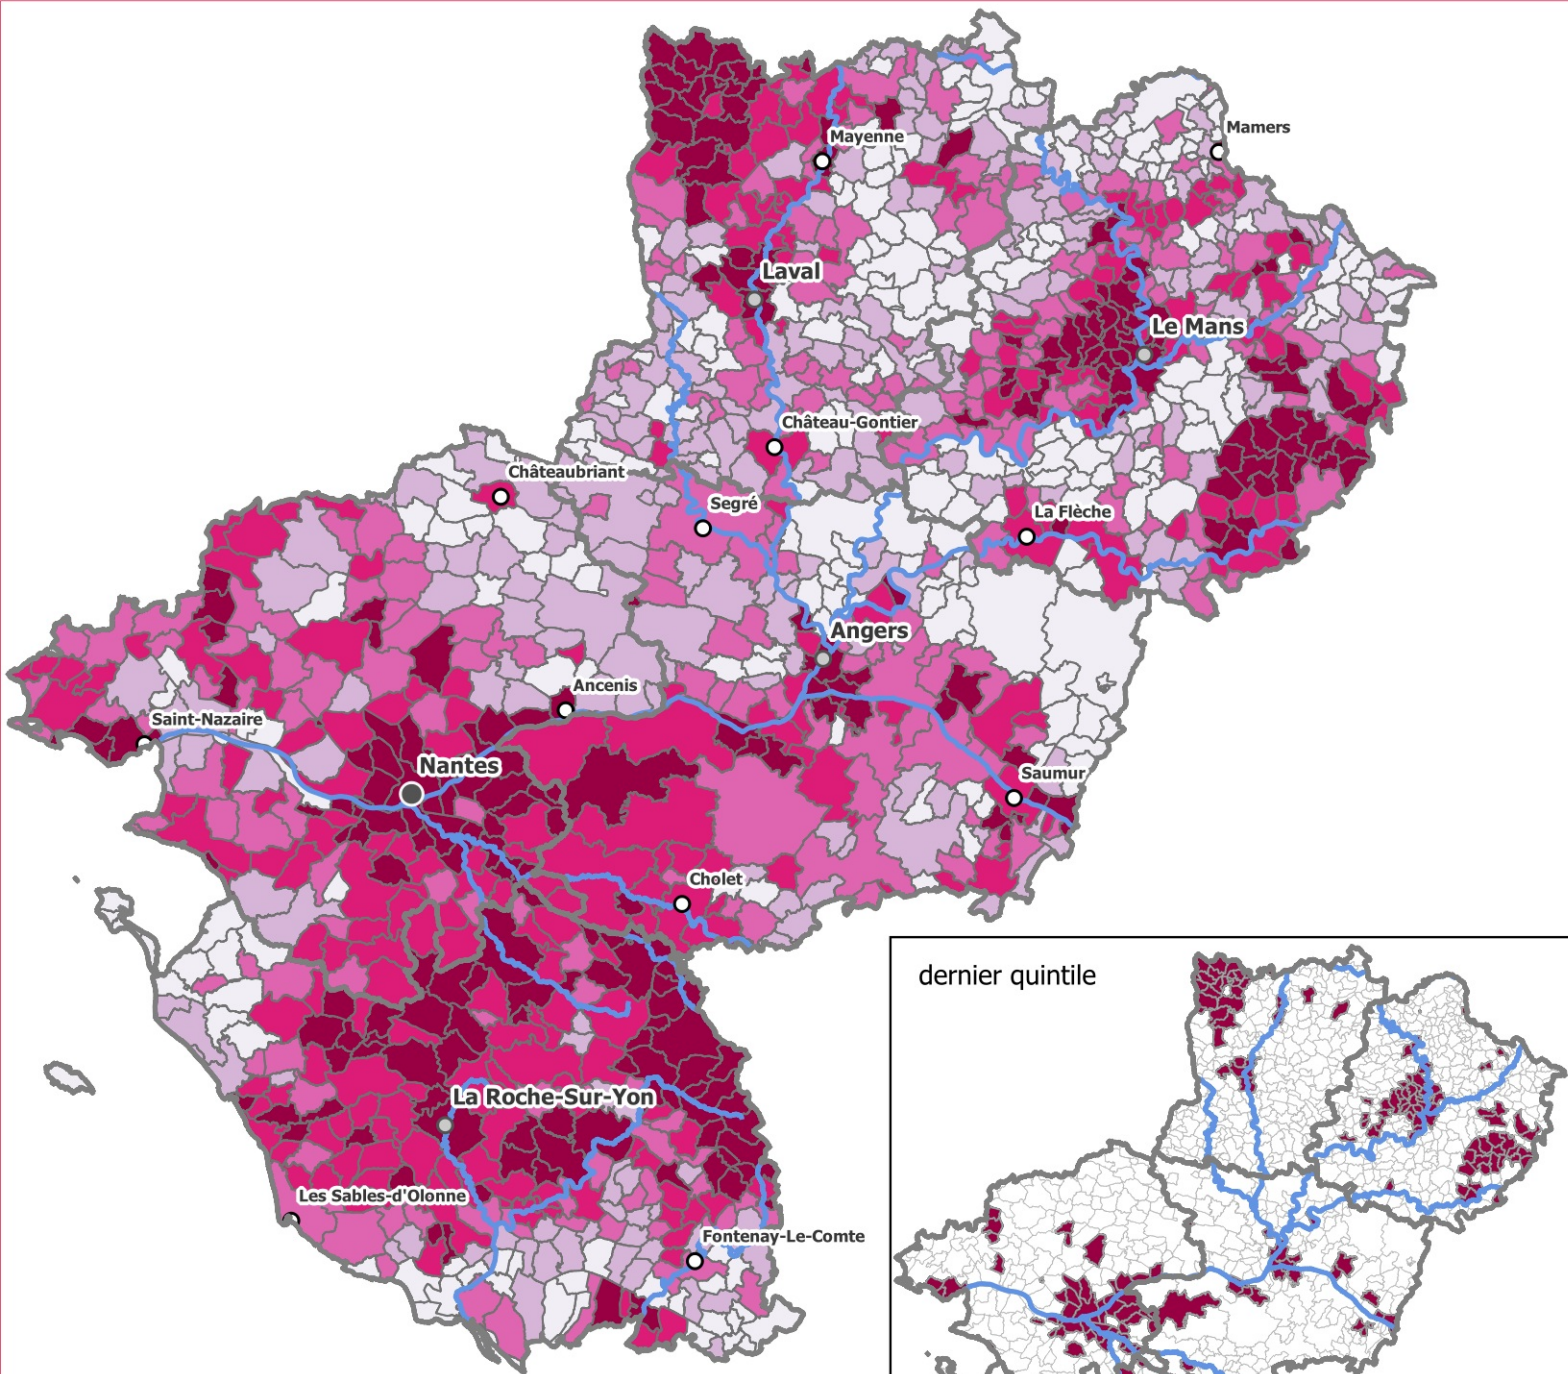 Mamers
Mayenne
Laval
Le Mans
Château-Gontier
Châteaubriant
Segré
La Flèche
Angers
Ancenis
Saint-Nazaire
Nantes
Saumur
Cholet
dernier quintile
La Roche-Sur-Yon
Les Sables-d'Olonne
Fontenay-Le-Comte